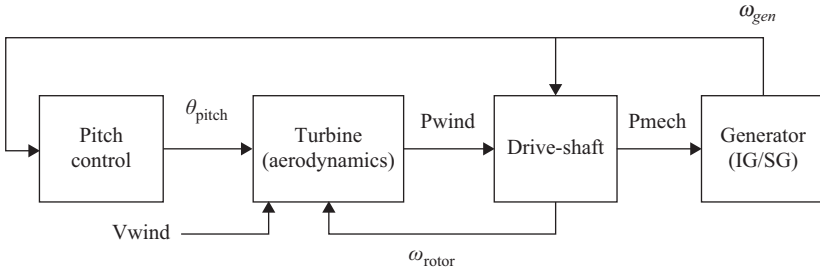 ω_gen
θ_pitch
Pitch
control
Turbine
(aerodynamics)
Pwind
Drive-shaft
Pmech
Generator
(IG/SG)
Vwind
ω_rotor